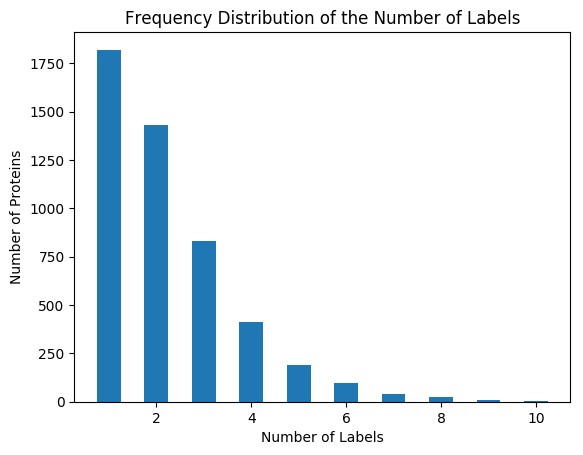 Frequency Distribution of the Number of Labels
1750
1500
1250
1000
750
500
250
0
Number of Proteins
2 4 6 8 10
Number of Labels